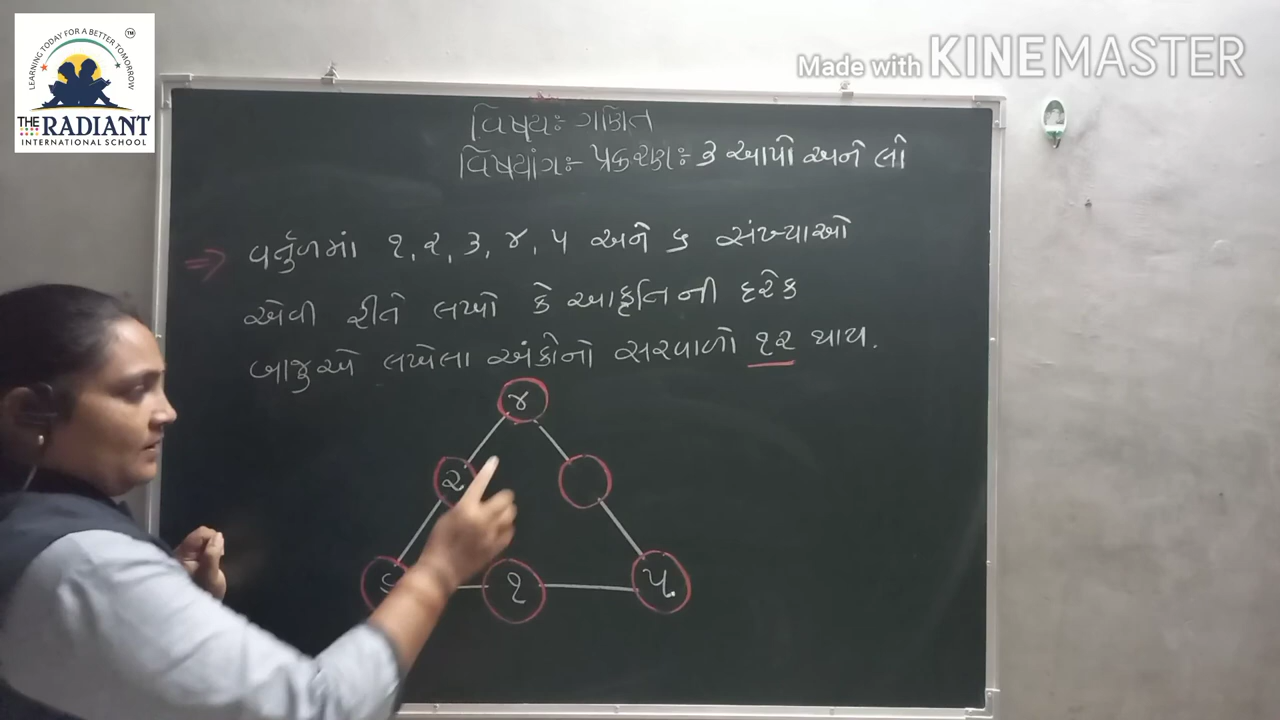 LEARNING TODAY FOR A BETTER TOMORROW
TM
THE RADIANT
INTERNATIONAL SCHOOL
Made with KINEMASTER
વિષય:- ગણિત
વિષયાંગ:- પ્રકરણ:- ૩ આપો અને લો
⇒ વર્તુળમાં ૧, ૨, ૩, ૪, ૫ અને ૬ સંખ્યાઓ
એવી રીતે લખો કે આકૃતિની દરેક
બાજુએ લખેલા અંકોનો સરવાળો ૧૨ થાય.
૪
૨
૬ ૧ ૫